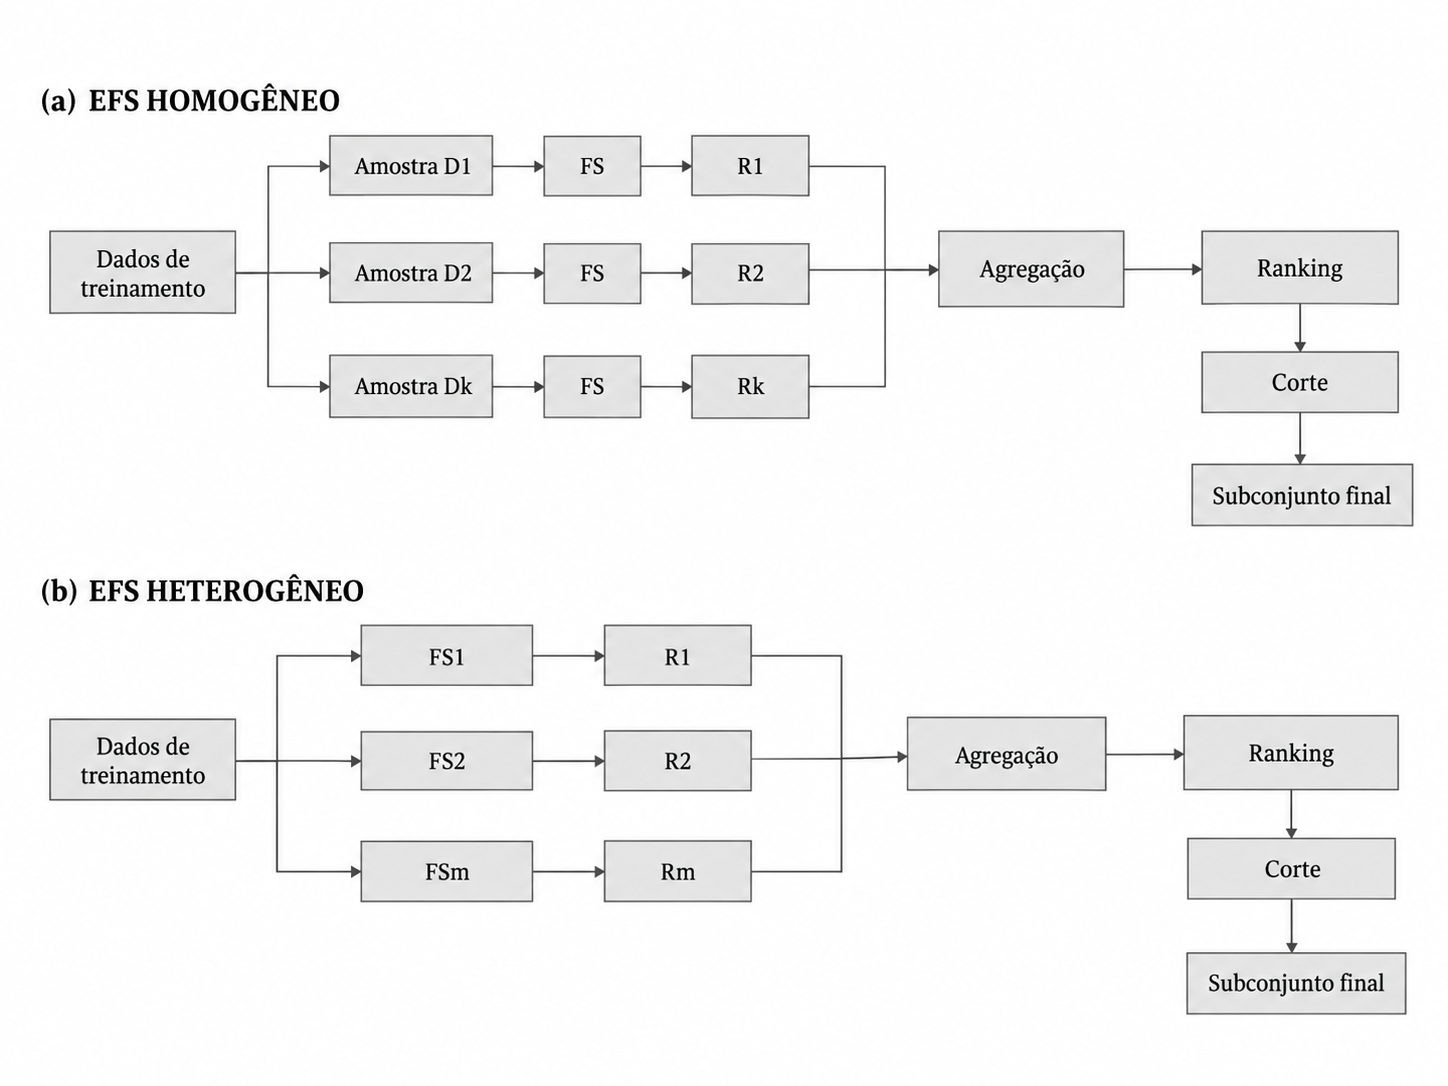 (a) EFS HOMOGÊNEO
Amostra D1
FS
R1
Dados de
treinamento
Amostra D2
FS
R2
Agregação
Ranking
Amostra Dk
FS
Rk
Corte
Subconjunto final
(b) EFS HETEROGÊNEO
FS1
R1
Dados de
treinamento
FS2
R2
Agregação
Ranking
FSm
Rm
Corte
Subconjunto final